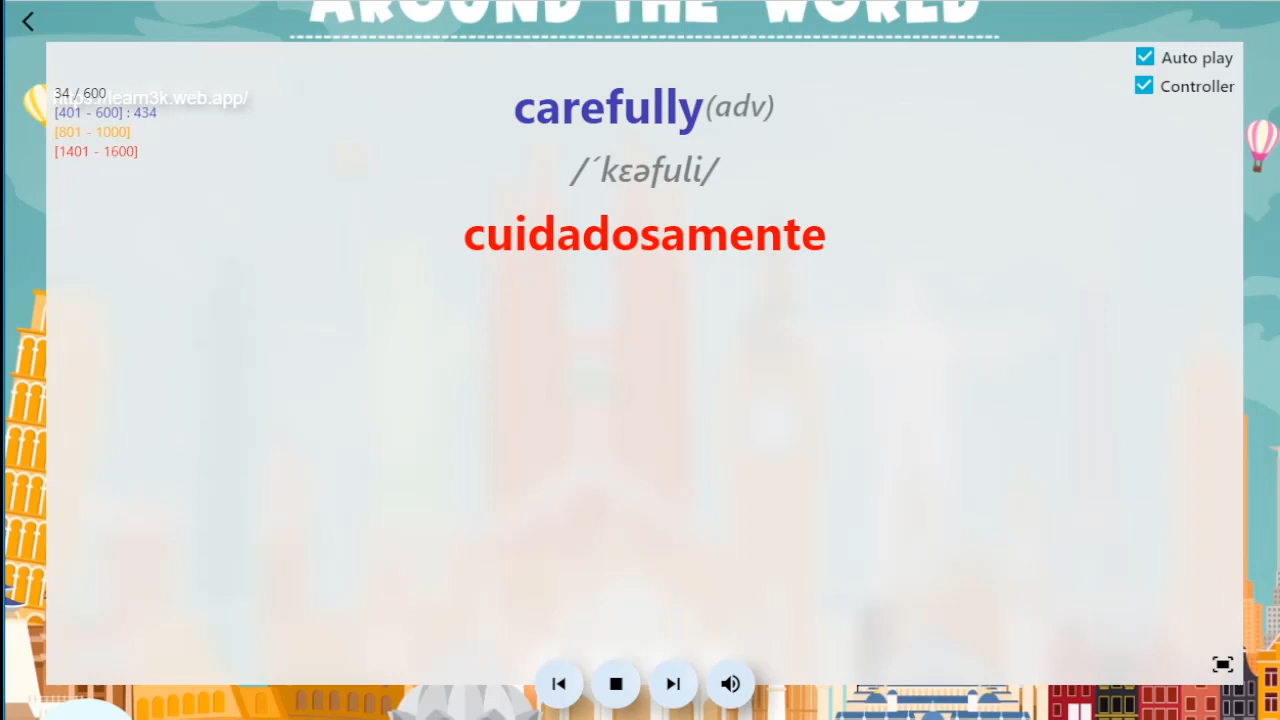 AROUND THE WORLD
Auto play
Controller
34 / 600
https://learn3k.web.app/
[401 - 600] : 434
[801 - 1000]
[1401 - 1600]
carefully(adv)
/ˊkɛəfuli/
cuidadosamente